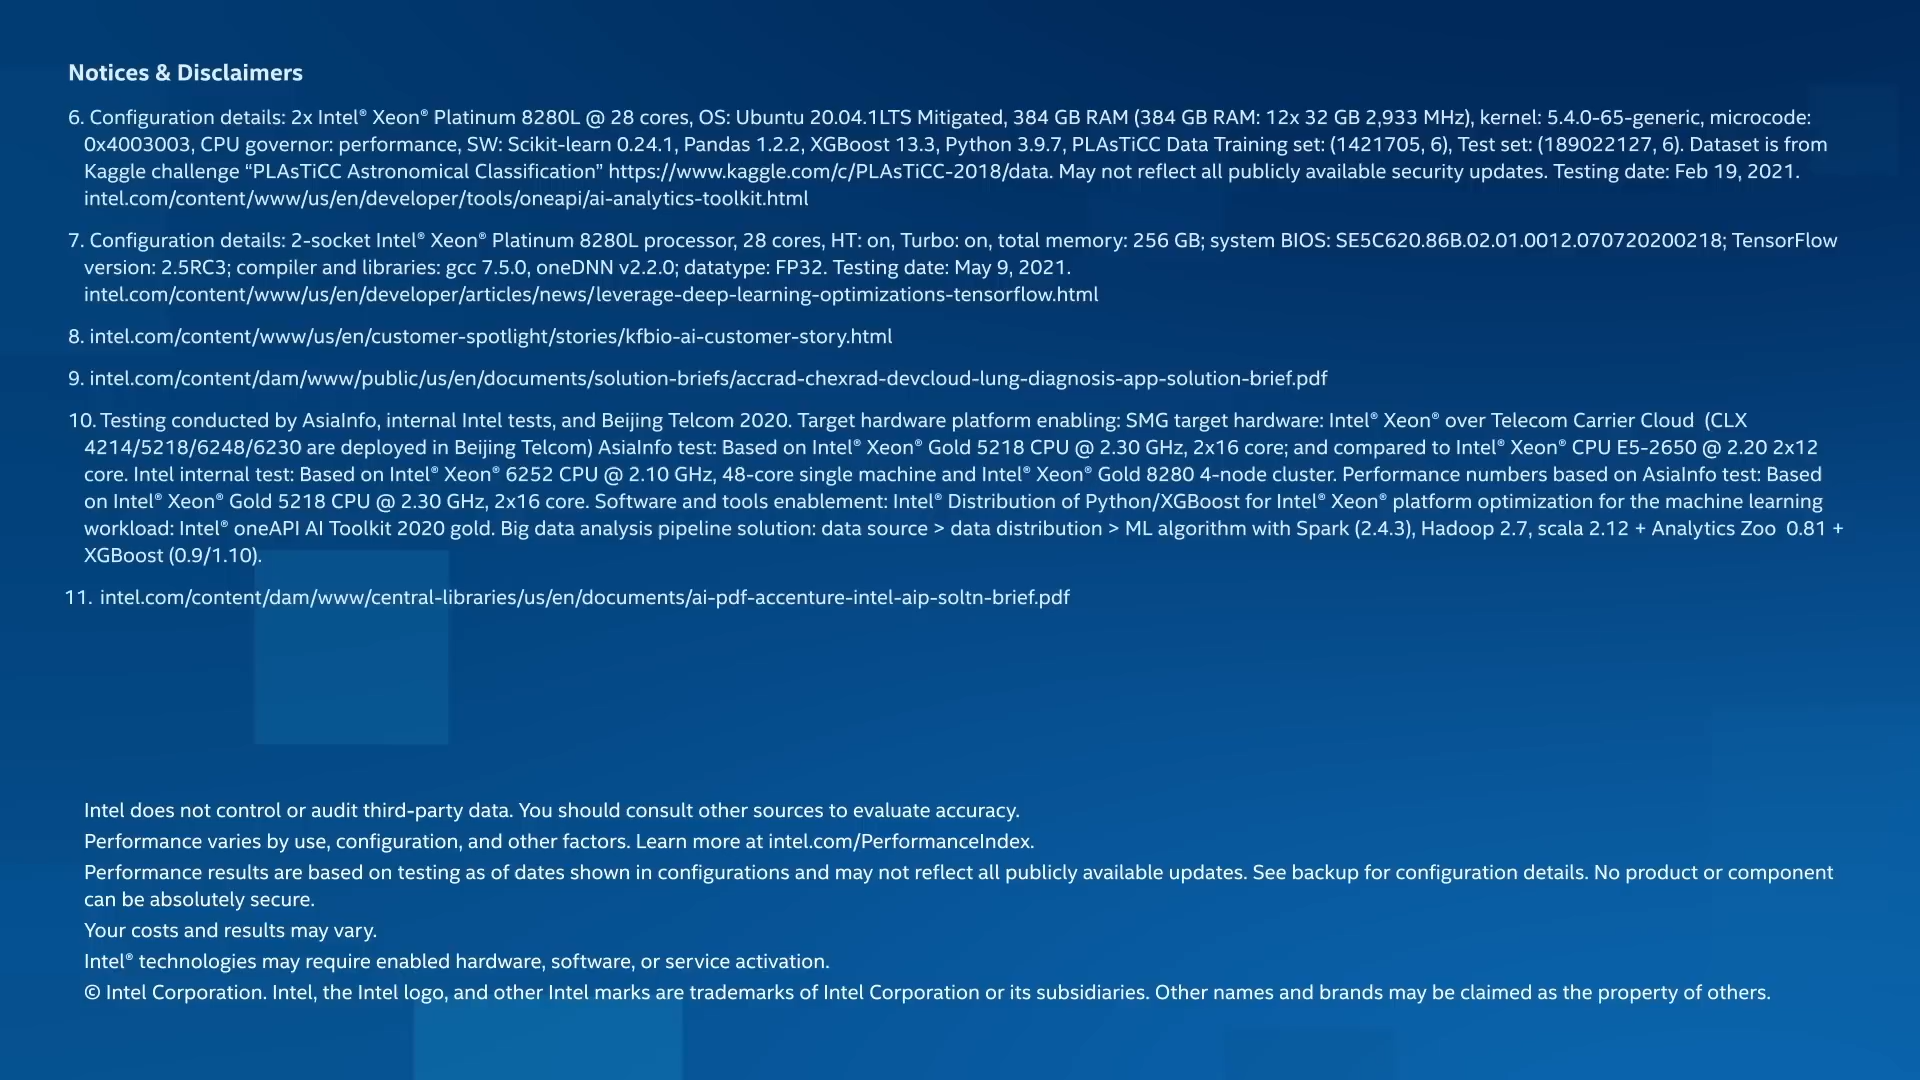 Notices & Disclaimers
6. Configuration details: 2x Intel® Xeon® Platinum 8280L @ 28 cores, OS: Ubuntu 20.04.1LTS Mitigated, 384 GB RAM (384 GB RAM: 12x 32 GB 2,933 MHz), kernel: 5.4.0-65-generic, microcode:
0x4003003, CPU governor: performance, SW: Scikit-learn 0.24.1, Pandas 1.2.2, XGBoost 13.3, Python 3.9.7, PLAsTiCC Data Training set: (1421705, 6), Test set: (189022127, 6). Dataset is from
Kaggle challenge “PLAsTiCC Astronomical Classification” https://www.kaggle.com/c/PLAsTiCC-2018/data. May not reflect all publicly available security updates. Testing date: Feb 19, 2021.
intel.com/content/www/us/en/developer/tools/oneapi/ai-analytics-toolkit.html
7. Configuration details: 2-socket Intel® Xeon® Platinum 8280L processor, 28 cores, HT: on, Turbo: on, total memory: 256 GB; system BIOS: SE5C620.86B.02.01.0012.070720200218; TensorFlow
version: 2.5RC3; compiler and libraries: gcc 7.5.0, oneDNN v2.2.0; datatype: FP32. Testing date: May 9, 2021.
intel.com/content/www/us/en/developer/articles/news/leverage-deep-learning-optimizations-tensorflow.html
8. intel.com/content/www/us/en/customer-spotlight/stories/kfbio-ai-customer-story.html
9. intel.com/content/dam/www/public/us/en/documents/solution-briefs/accrad-chexrad-devcloud-lung-diagnosis-app-solution-brief.pdf
10. Testing conducted by AsiaInfo, internal Intel tests, and Beijing Telcom 2020. Target hardware platform enabling: SMG target hardware: Intel® Xeon® over Telecom Carrier Cloud (CLX
4214/5218/6248/6230 are deployed in Beijing Telcom) AsiaInfo test: Based on Intel® Xeon® Gold 5218 CPU @ 2.30 GHz, 2x16 core; and compared to Intel® Xeon® CPU E5-2650 @ 2.20 2x12
core. Intel internal test: Based on Intel® Xeon® 6252 CPU @ 2.10 GHz, 48-core single machine and Intel® Xeon® Gold 8280 4-node cluster. Performance numbers based on AsiaInfo test: Based
on Intel® Xeon® Gold 5218 CPU @ 2.30 GHz, 2x16 core. Software and tools enablement: Intel® Distribution of Python/XGBoost for Intel® Xeon® platform optimization for the machine learning
workload: Intel® oneAPI AI Toolkit 2020 gold. Big data analysis pipeline solution: data source > data distribution > ML algorithm with Spark (2.4.3), Hadoop 2.7, scala 2.12 + Analytics Zoo 0.81 +
XGBoost (0.9/1.10).
11. intel.com/content/dam/www/central-libraries/us/en/documents/ai-pdf-accenture-intel-aip-soltn-brief.pdf
Intel does not control or audit third-party data. You should consult other sources to evaluate accuracy.
Performance varies by use, configuration, and other factors. Learn more at intel.com/PerformanceIndex.
Performance results are based on testing as of dates shown in configurations and may not reflect all publicly available updates. See backup for configuration details. No product or component
can be absolutely secure.
Your costs and results may vary.
Intel® technologies may require enabled hardware, software, or service activation.
© Intel Corporation. Intel, the Intel logo, and other Intel marks are trademarks of Intel Corporation or its subsidiaries. Other names and brands may be claimed as the property of others.